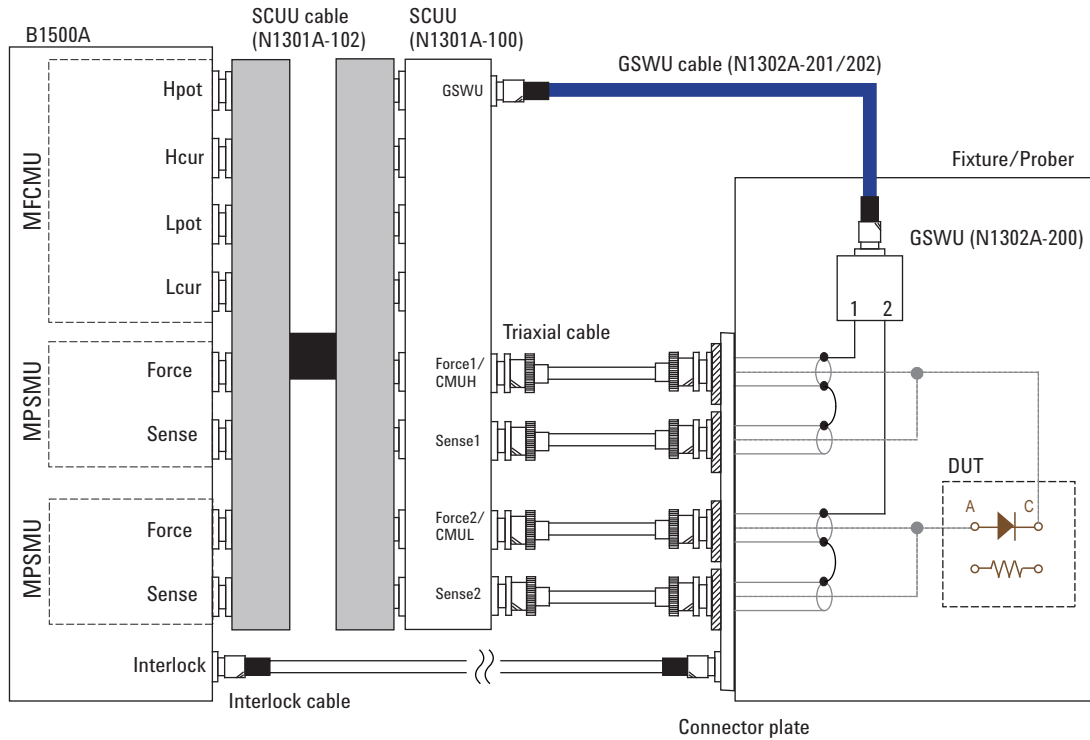 B1500A
SCUU cable
(N1301A-102)
SCUU
(N1301A-100)
GSWU cable (N1302A-201/202)
Fixture/Prober
GSWU (N1302A-200)
1 2
MFCMU
Hpot
Hcur
Lpot
Lcur
GSWU
Triaxial cable
MPSMU
Force
Sense
Force1/
CMUH
Sense1
MPSMU
Force
Sense
Force2/
CMUL
Sense2
DUT
A C
Interlock
Interlock cable
Connector plate